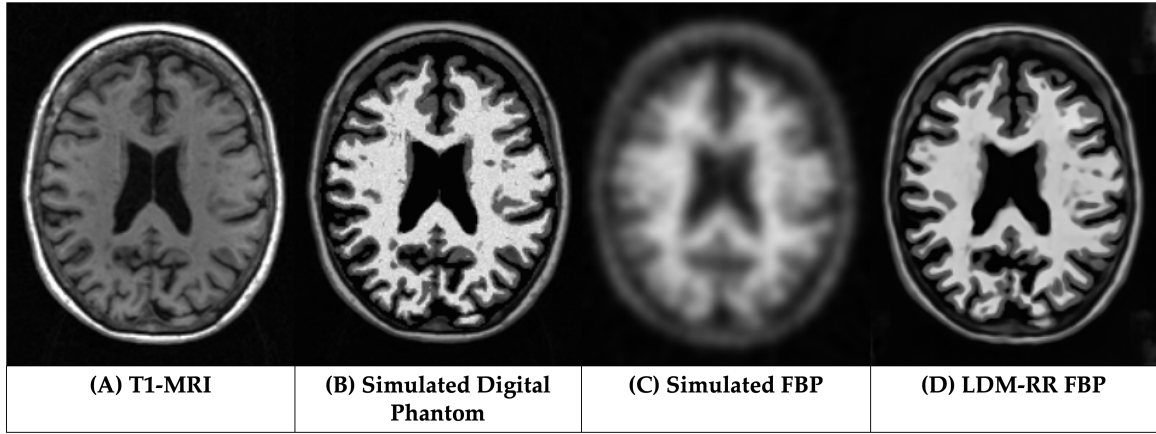 (A) T1-MRI
(B) Simulated Digital
Phantom
(C) Simulated FBP
(D) LDM-RR FBP